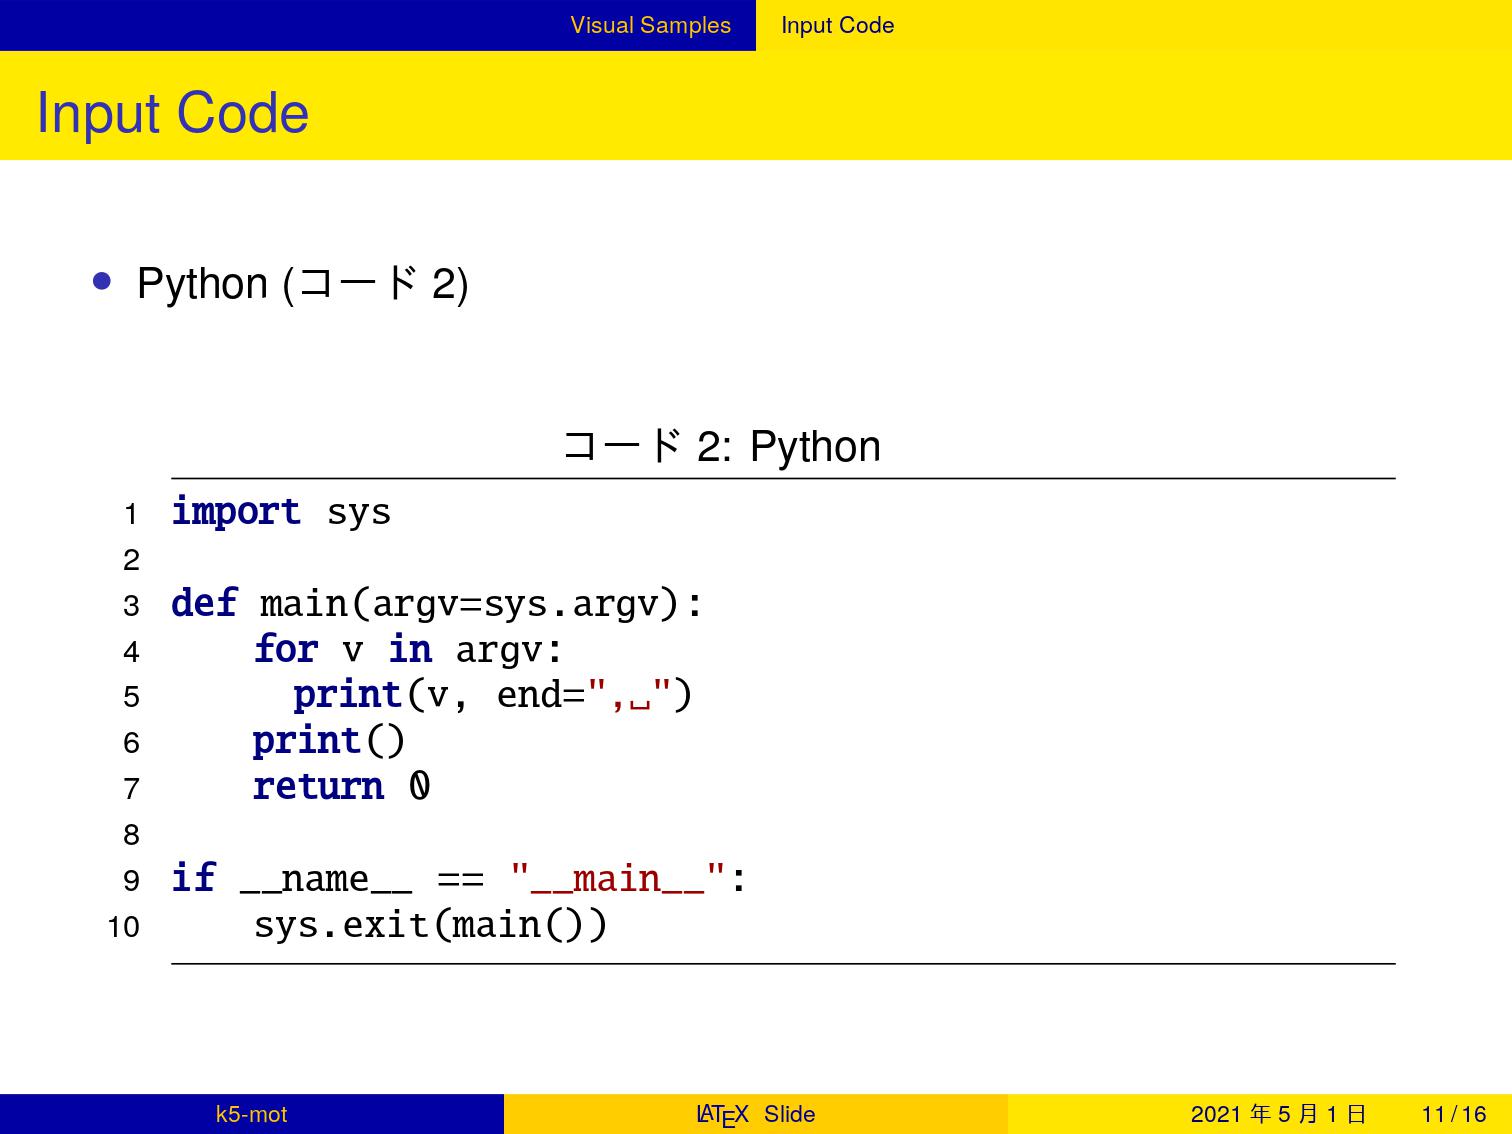 Visual Samples Input Code
Input Code
• Python (コード 2)
コード 2: Python
1 import sys
2
3 def main(argv=sys.argv):
4     for v in argv:
5       print(v, end=",␣")
6     print()
7     return 0
8
9 if __name__ == "__main__":
10     sys.exit(main())
k5-mot LATEX Slide 2021 年 5 月 1 日 11 / 16